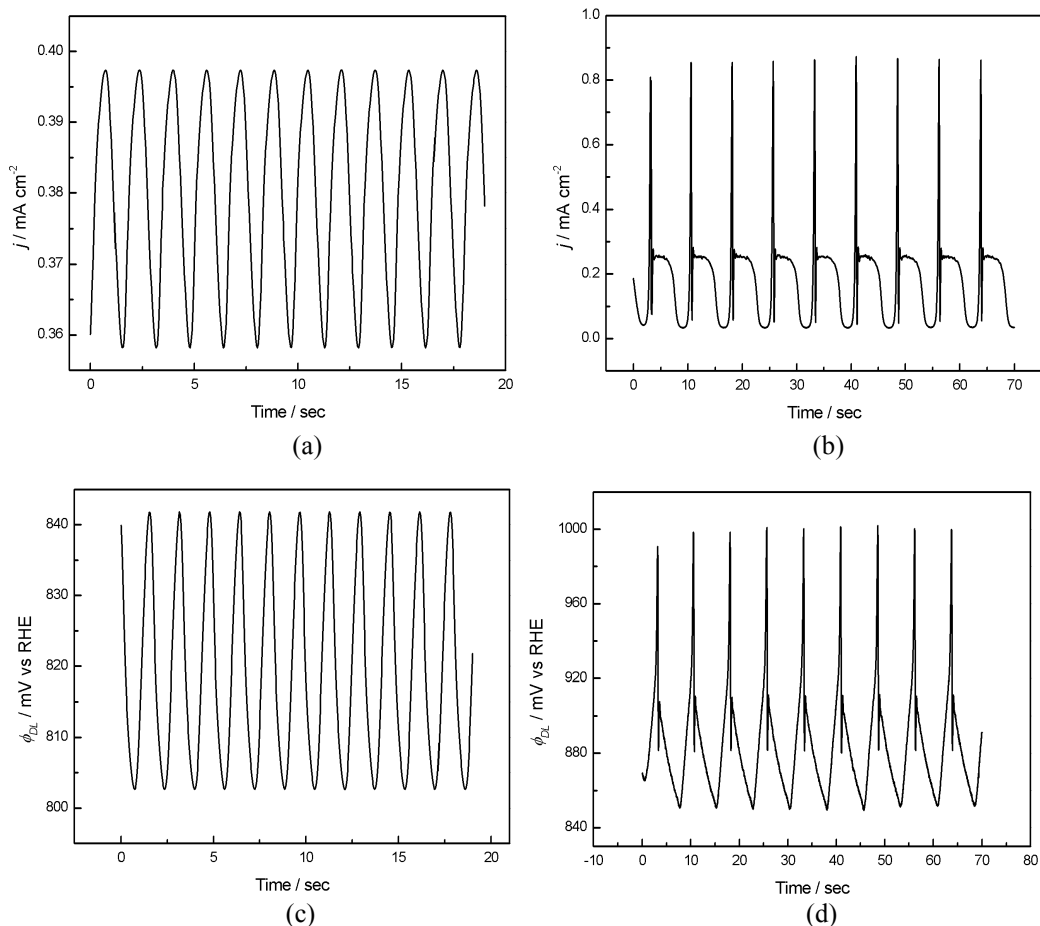 0.40
0.39
0.38
0.37
0.36
j / mA cm-2
0 5 10 15 20
Time / sec
(a)
1.0
0.8
0.6
0.4
0.2
0.0
j / mA cm-2
0 10 20 30 40 50 60 70
Time / sec
(b)
840
830
820
810
800
ϕDL / mV vs RHE
0 5 10 15 20
Time / sec
(c)
1000
960
920
880
840
ϕDL / mV vs RHE
-10 0 10 20 30 40 50 60 70 80
Time / sec
(d)